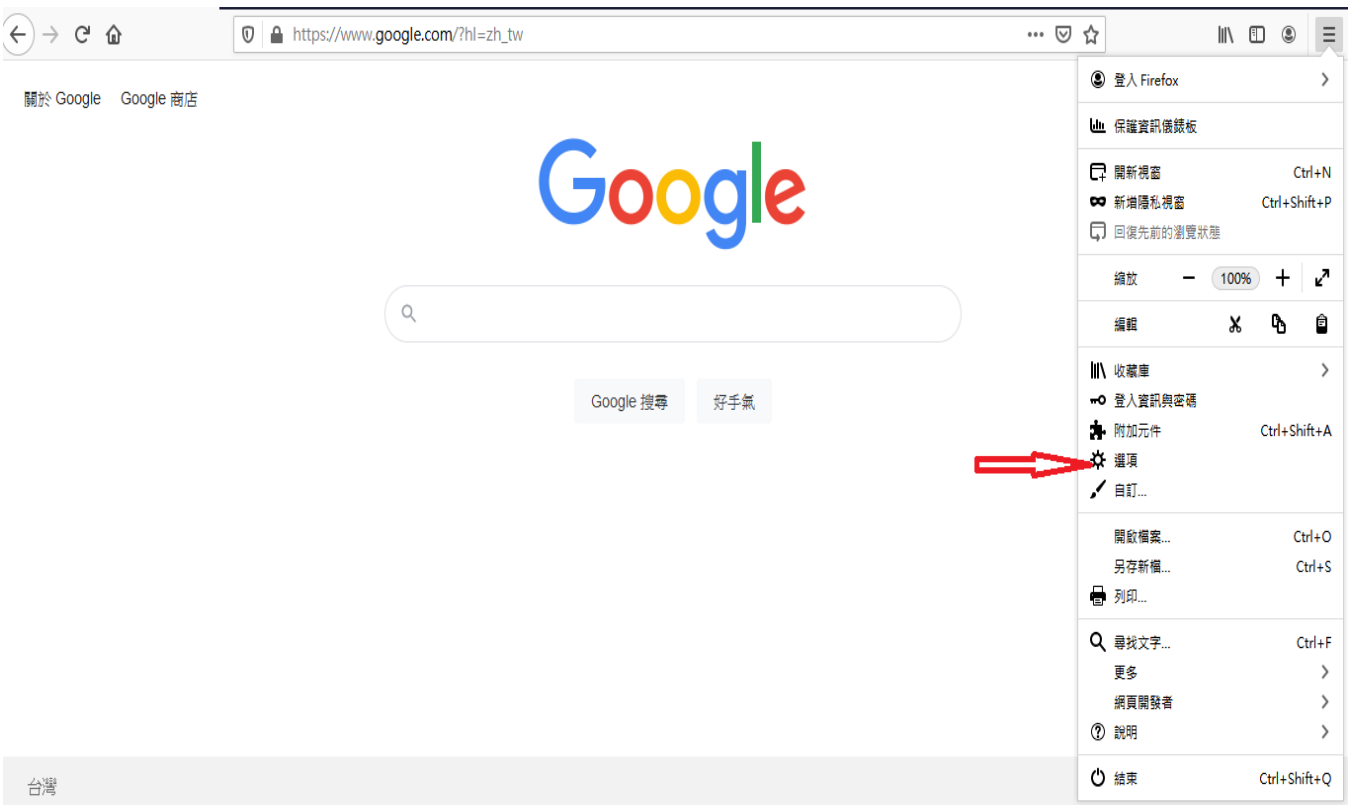 https://www.google.com/?hl=zh_tw
關於 Google Google 商店
Google
Google 搜尋 好手氣
台灣
登入 Firefox
保護資訊儀錶板
開新視窗 Ctrl+N
新增隱私視窗 Ctrl+Shift+P
回復先前的瀏覽狀態
縮放 100%
編輯
收藏庫
登入資訊與密碼
附加元件 Ctrl+Shift+A
選項
自訂...
開啟檔案... Ctrl+O
另存新檔... Ctrl+S
列印...
尋找文字... Ctrl+F
更多
網頁開發者
說明
結束 Ctrl+Shift+Q